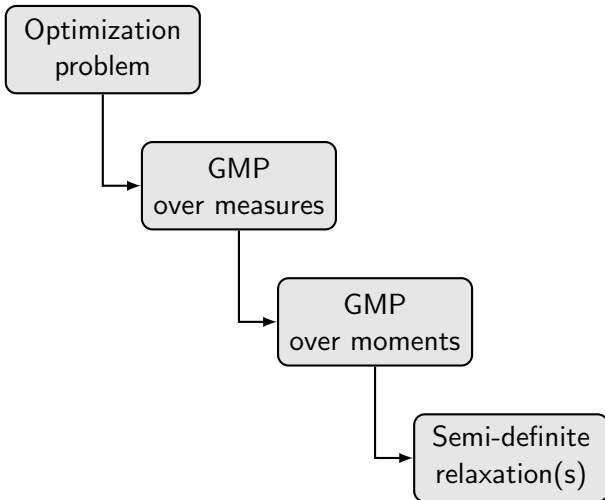 Optimization
problem
GMP
over measures
GMP
over moments
Semi-definite
relaxation(s)